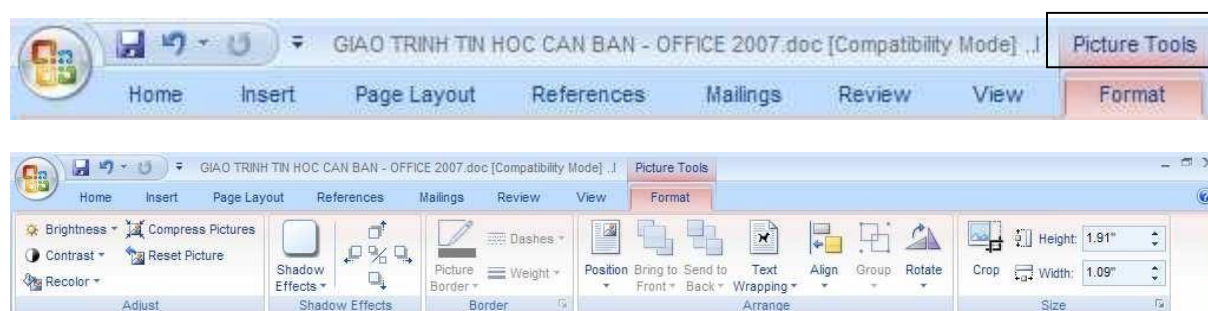 GIAO TRINH TIN HOC CAN BAN - OFFICE 2007.doc [Compatibility Mode] ..I Picture Tools
Home Insert Page Layout References Mailings Review View Format
GIAO TRINH TIN HOC CAN BAN - OFFICE 2007.doc [Compatibility Mode] ..I Picture Tools
Home Insert Page Layout References Mailings Review View Format
Brightness Compress Pictures
Contrast Reset Picture
Recolor
Shadow Effects
Picture Border
Dashes
Weight
Position
Bring to Front
Send to Back
Text Wrapping
Align
Group
Rotate
Crop
Height: 1.91"
Width: 1.09"
Adjust Shadow Effects Border Arrange Size